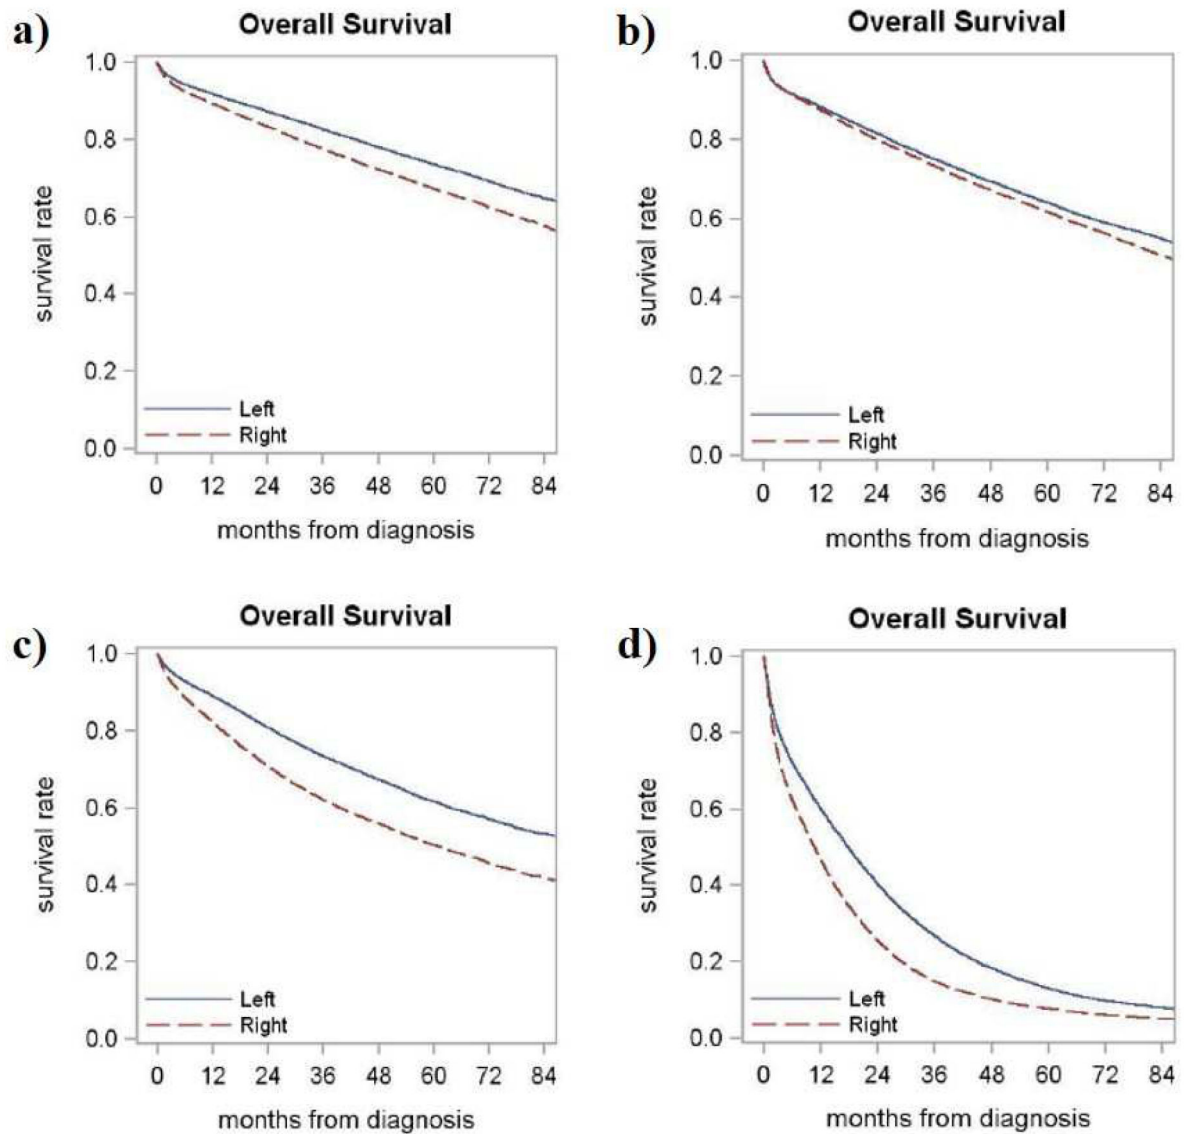 a)
Overall Survival
1.0
0.8
0.6
0.4
0.2
0.0
survival rate
Left
Right
0 12 24 36 48 60 72 84
months from diagnosis
b)
Overall Survival
1.0
0.8
0.6
0.4
0.2
0.0
survival rate
Left
Right
0 12 24 36 48 60 72 84
months from diagnosis
c)
Overall Survival
1.0
0.8
0.6
0.4
0.2
0.0
survival rate
Left
Right
0 12 24 36 48 60 72 84
months from diagnosis
d)
Overall Survival
1.0
0.8
0.6
0.4
0.2
0.0
survival rate
Left
Right
0 12 24 36 48 60 72 84
months from diagnosis